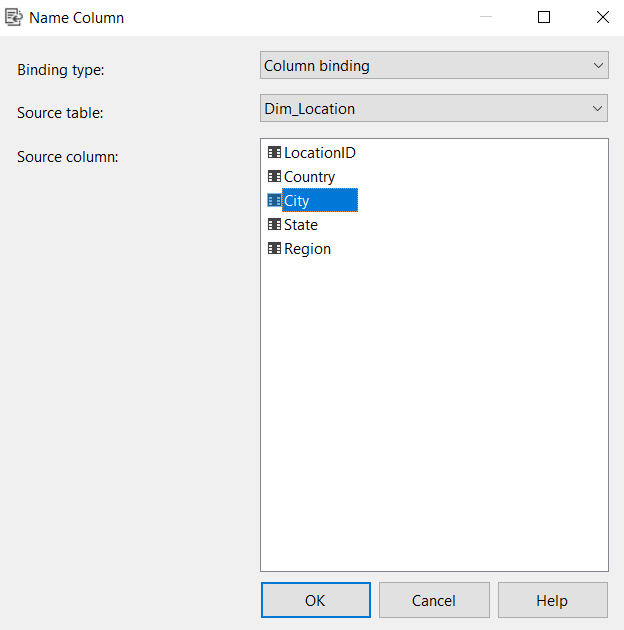 Name Column
Binding type:
Column binding
Source table:
Dim_Location
Source column:
LocationID
Country
City
State
Region
OK
Cancel
Help